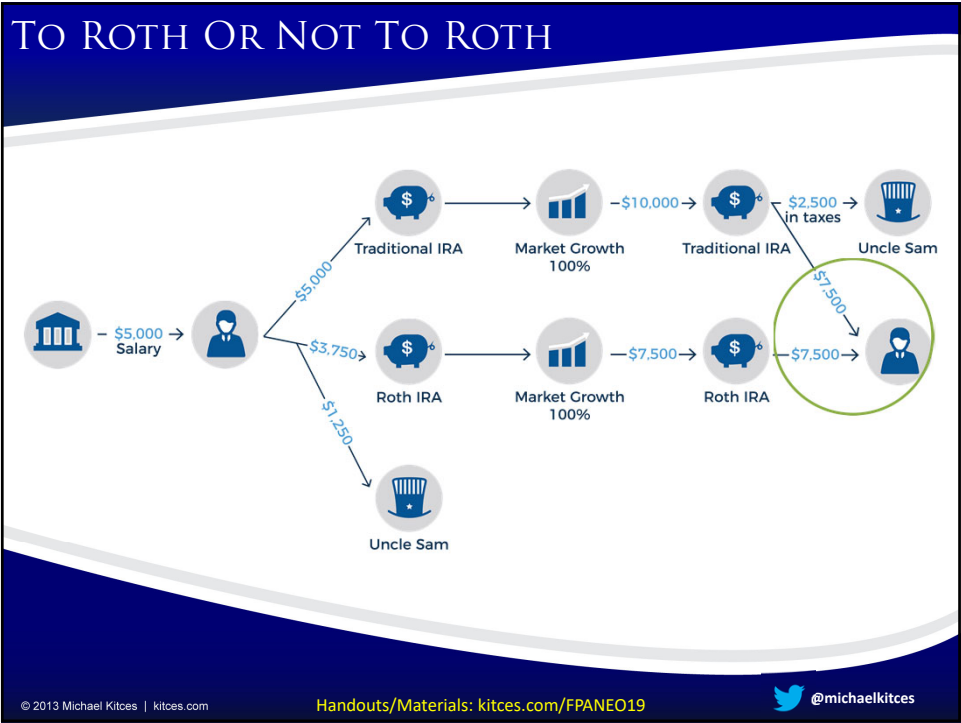 TO ROTH OR NOT TO ROTH
$
$10,000
$
$2,500
in taxes
Traditional IRA
Market Growth
100%
Traditional IRA
Uncle Sam
$5,000
$7,500
$5,000
Salary
$3,750
$
$7,500
$
$7,500
Roth IRA
Market Growth
100%
Roth IRA
$1,250
Uncle Sam
© 2013 Michael Kitces | kitces.com
Handouts/Materials: kitces.com/FPANEO19
@michaelkitces